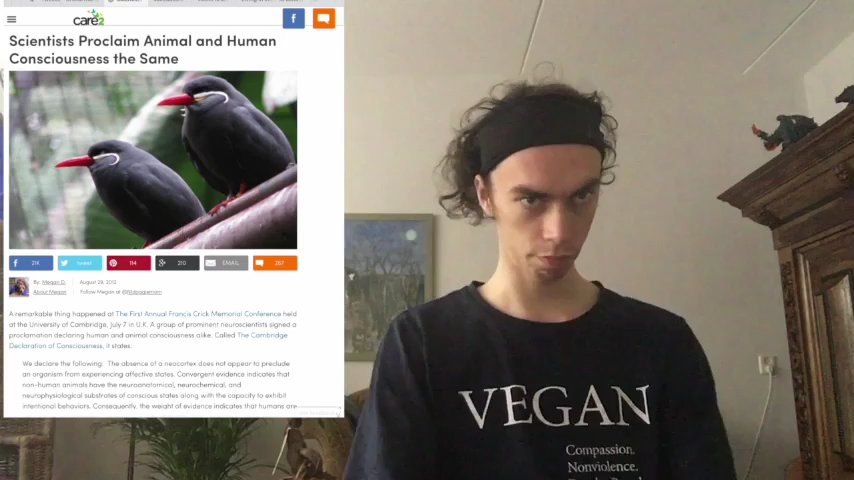 care2
Scientists Proclaim Animal and Human
Consciousness the Same
21K
tweet
114
210
EMAIL
267
By: Megan D.
August 29, 2012
About Megan
Follow Megan at
A remarkable thing happened at The First Annual Francis Crick Memorial Conference held
at the University of Cambridge, July 7 in U.K. A group of prominent neuroscientists signed a
proclamation declaring human and animal consciousness alike. Called The Cambridge
Declaration of Consciousness, it states:
We declare the following: The absence of a neocortex does not appear to preclude
an organism from experiencing affective states. Convergent evidence indicates that
non-human animals have the neuroanatomical, neurochemical, and
neurophysiological substrates of conscious states along with the capacity to exhibit
intentional behaviors. Consequently, the weight of evidence indicates that humans are
VEGAN
Compassion.
Nonviolence.